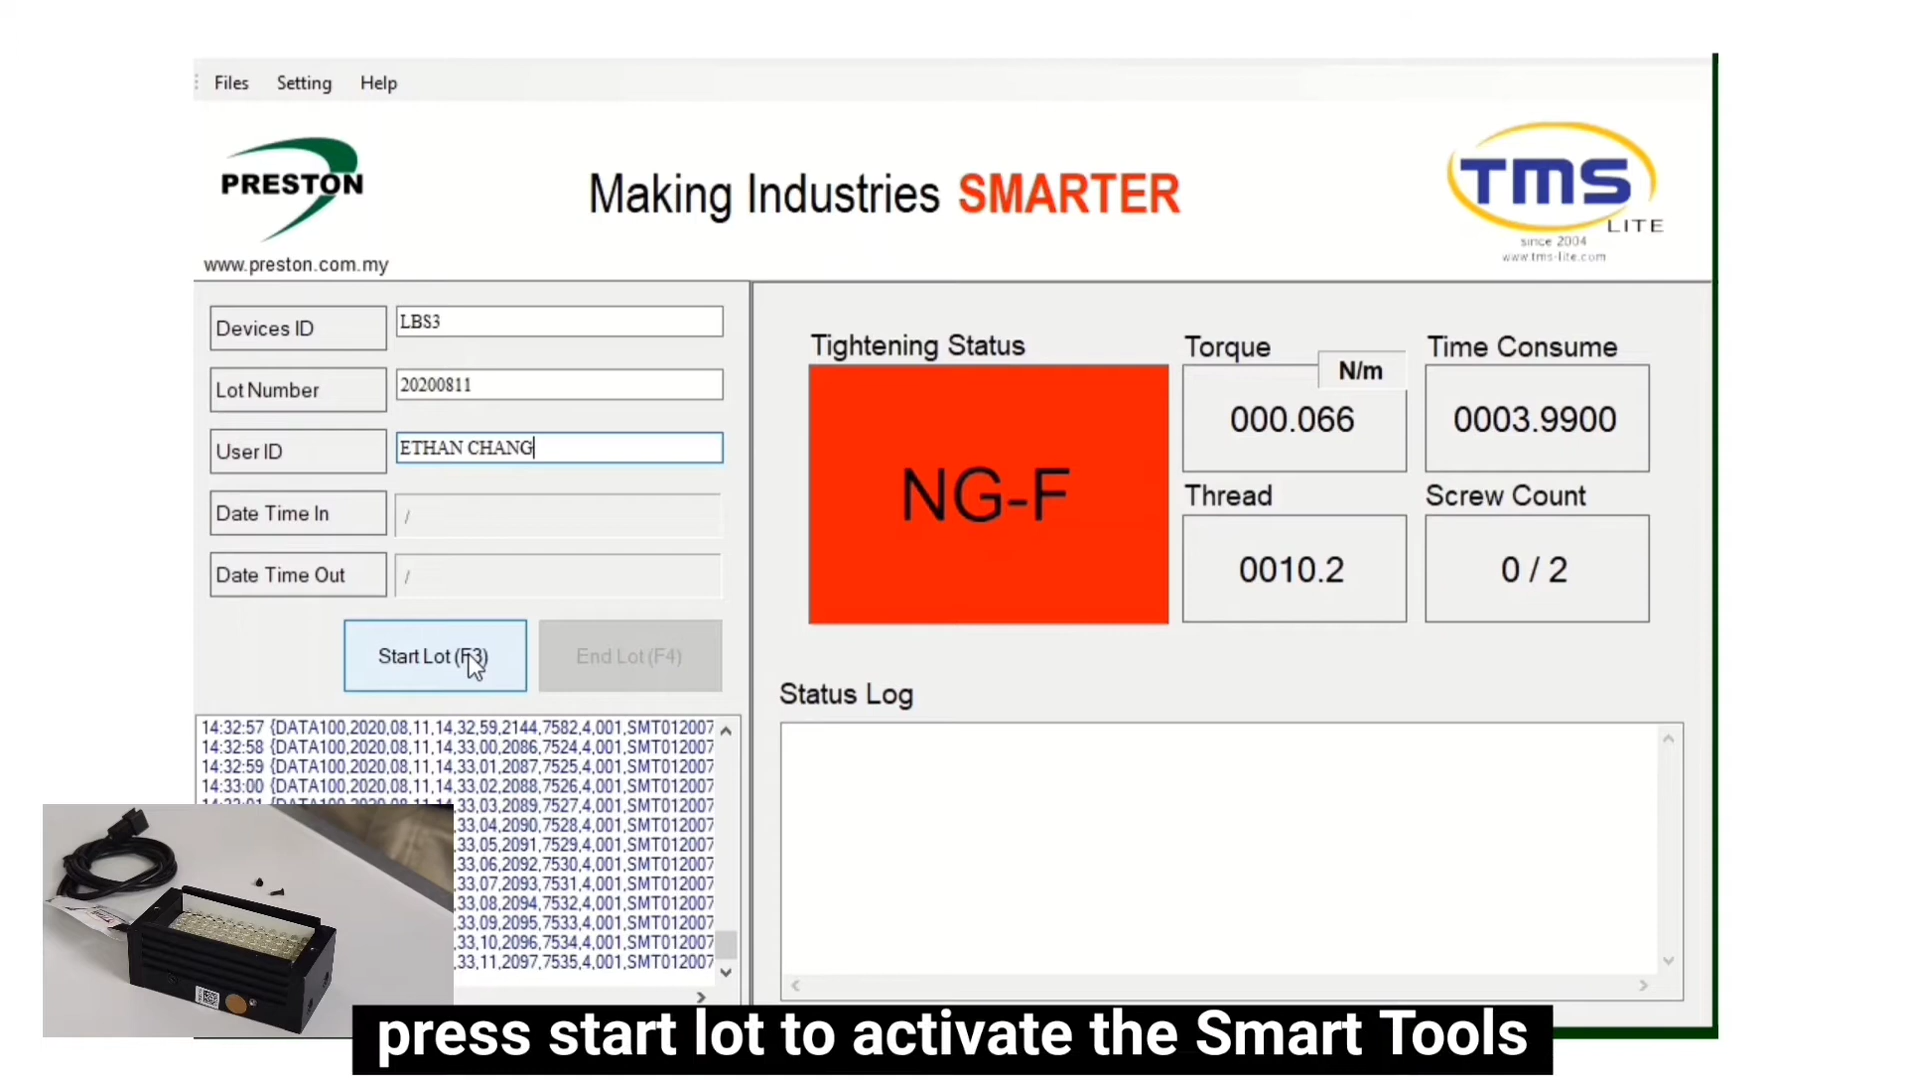 Files Setting Help
PRESTON
www.preston.com.my
Making Industries SMARTER
TMS
LITE
since 2004
www.tms-lite.com
Devices ID LBS3
Lot Number 20200811
User ID ETHAN CHANG
Date Time In /
Date Time Out /
Start Lot (F3) End Lot (F4)
14:32:57 {DATA100,2020,08,11,14,32,59,2144,7582,4,001,SMT012007
14:32:58 {DATA100,2020,08,11,14,33,00,2086,7524,4,001,SMT012007
14:32:59 {DATA100,2020,08,11,14,33,01,2087,7525,4,001,SMT012007
14:33:00 {DATA100,2020,08,11,14,33,02,2088,7526,4,001,SMT012007
14:33:01 {DATA100,2020,08,11,14,33,03,2089,7527,4,001,SMT012007
,33,04,2090,7528,4,001,SMT012007
,33,05,2091,7529,4,001,SMT012007
,33,06,2092,7530,4,001,SMT012007
,33,07,2093,7531,4,001,SMT012007
,33,08,2094,7532,4,001,SMT012007
,33,09,2095,7533,4,001,SMT012007
,33,10,2096,7534,4,001,SMT012007
,33,11,2097,7535,4,001,SMT012007
Tightening Status
NG-F
Torque
N/m
000.066
Time Consume
0003.9900
Thread
0010.2
Screw Count
0 / 2
Status Log
press start lot to activate the Smart Tools